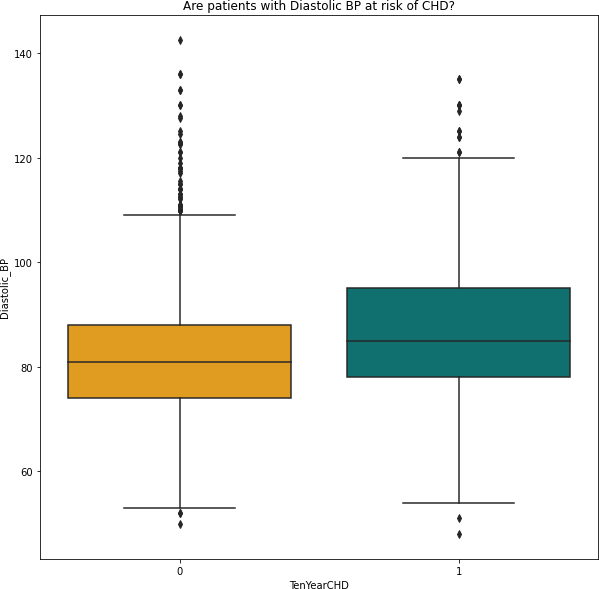 Are patients with Diastolic BP at risk of CHD?
140
120
100
80
60
Diastolic_BP
0
1
TenYearCHD